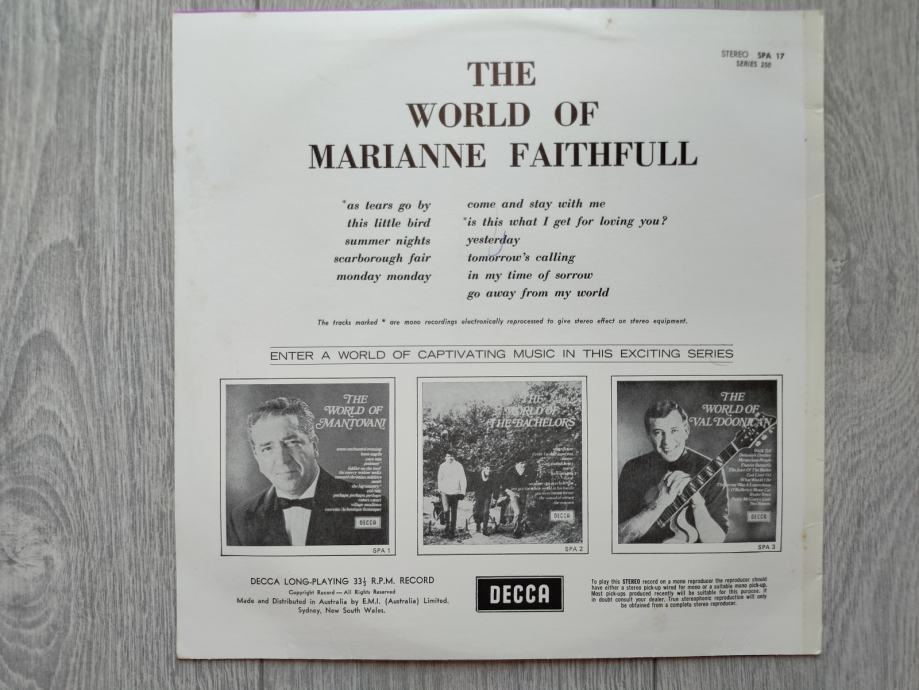 STEREO SPA 17
SERIES 250
THE
WORLD OF
MARIANNE FAITHFULL
*as tears go by
this little bird
summer nights
scarborough fair
monday monday
come and stay with me
*is this what I get for loving you?
yesterday
tomorrow's calling
in my time of sorrow
go away from my world
The tracks marked * are mono recordings electronically reprocessed to give stereo effect on stereo equipment.
ENTER A WORLD OF CAPTIVATING MUSIC IN THIS EXCITING SERIES
THE
WORLD OF
MANTOVANI
some enchanted evening
perhaps perhaps perhaps
village swallows
DECCA
SPA 1
THE
WORLD OF
THE BACHELORS
DECCA
SPA 2
THE
WORLD OF
VAL DOONICAN
DECCA
SPA 3
DECCA LONG-PLAYING 33⅓ R.P.M. RECORD
Copyright Record — All Rights Reserved
Made and Distributed in Australia by E.M.I. (Australia) Limited,
Sydney, New South Wales.
DECCA
To play this STEREO record on a mono reproducer the reproducer should
have either a stereo pick-up wired for mono or a suitable mono pick-up.
Most pick-ups produced recently will be suitable for this purpose. If
in doubt consult your dealer. True stereophonic reproduction will only
be obtained from a complete stereo reproducer.